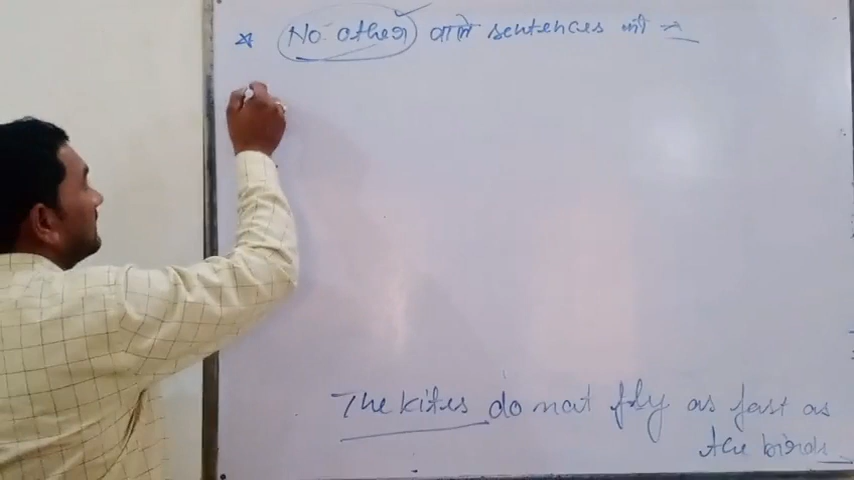 * No other वाले sentences की :-
The kites do not fly as fast as
the birds